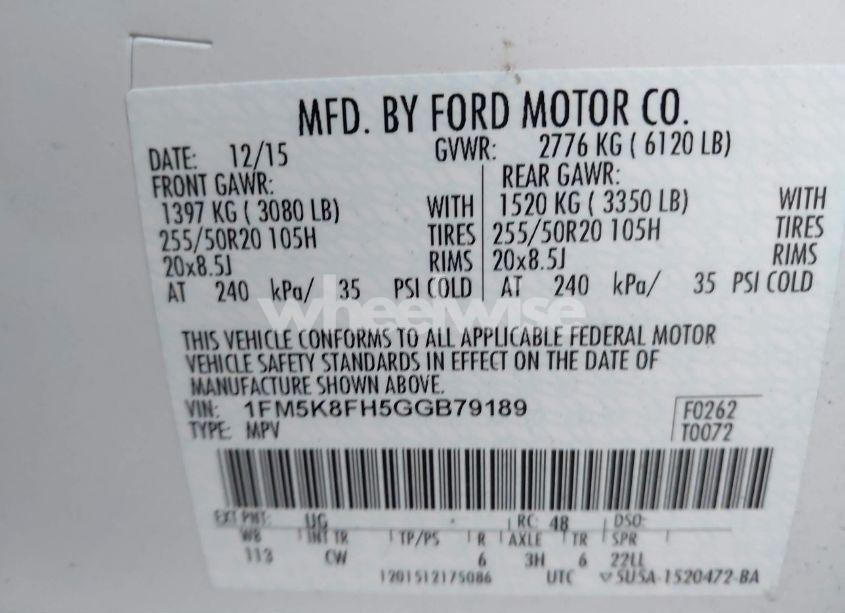 MFD. BY FORD MOTOR CO.
DATE: 12/15 GVWR: 2776 KG ( 6120 LB)
FRONT GAWR: REAR GAWR:
1397 KG ( 3080 LB) WITH 1520 KG ( 3350 LB) WITH
255/50R20 105H TIRES 255/50R20 105H TIRES
20x8.5J RIMS 20x8.5J RIMS
AT 240 kPa/ 35 PSI COLD AT 240 kPa/ 35 PSI COLD
wheelwise
THIS VEHICLE CONFORMS TO ALL APPLICABLE FEDERAL MOTOR
VEHICLE SAFETY STANDARDS IN EFFECT ON THE DATE OF
MANUFACTURE SHOWN ABOVE.
VIN: 1FM5K8FH5GGB79189 F0262
TYPE: MPV T0072
EXT PNT: UG RC: 48 DSO:
WB INT TR TP/PS R AXLE TR SPR
113 CW 6 3H 6 22LL
1201512175086 UTC 5U5A-1520472-BA